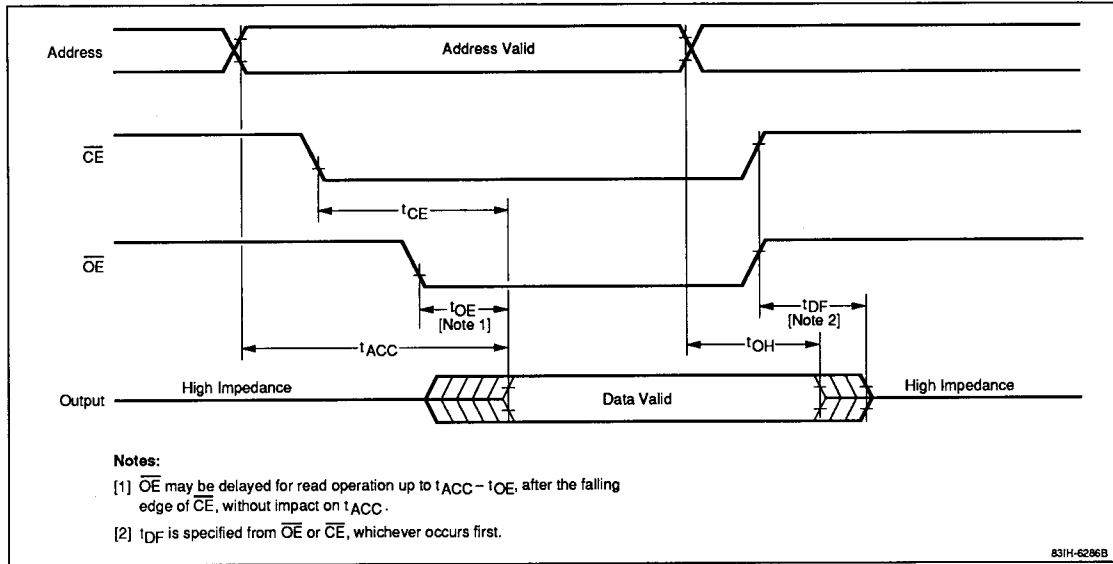 Address
Address Valid
CE
tCE
OE
tOE
[Note 1]
tDF
[Note 2]
tACC
tOH
Output
High Impedance
Data Valid
High Impedance
Notes:
[1] OE may be delayed for read operation up to tACC – tOE, after the falling
edge of CE, without impact on tACC.
[2] tDF is specified from OE or CE, whichever occurs first.
83IH-6286B